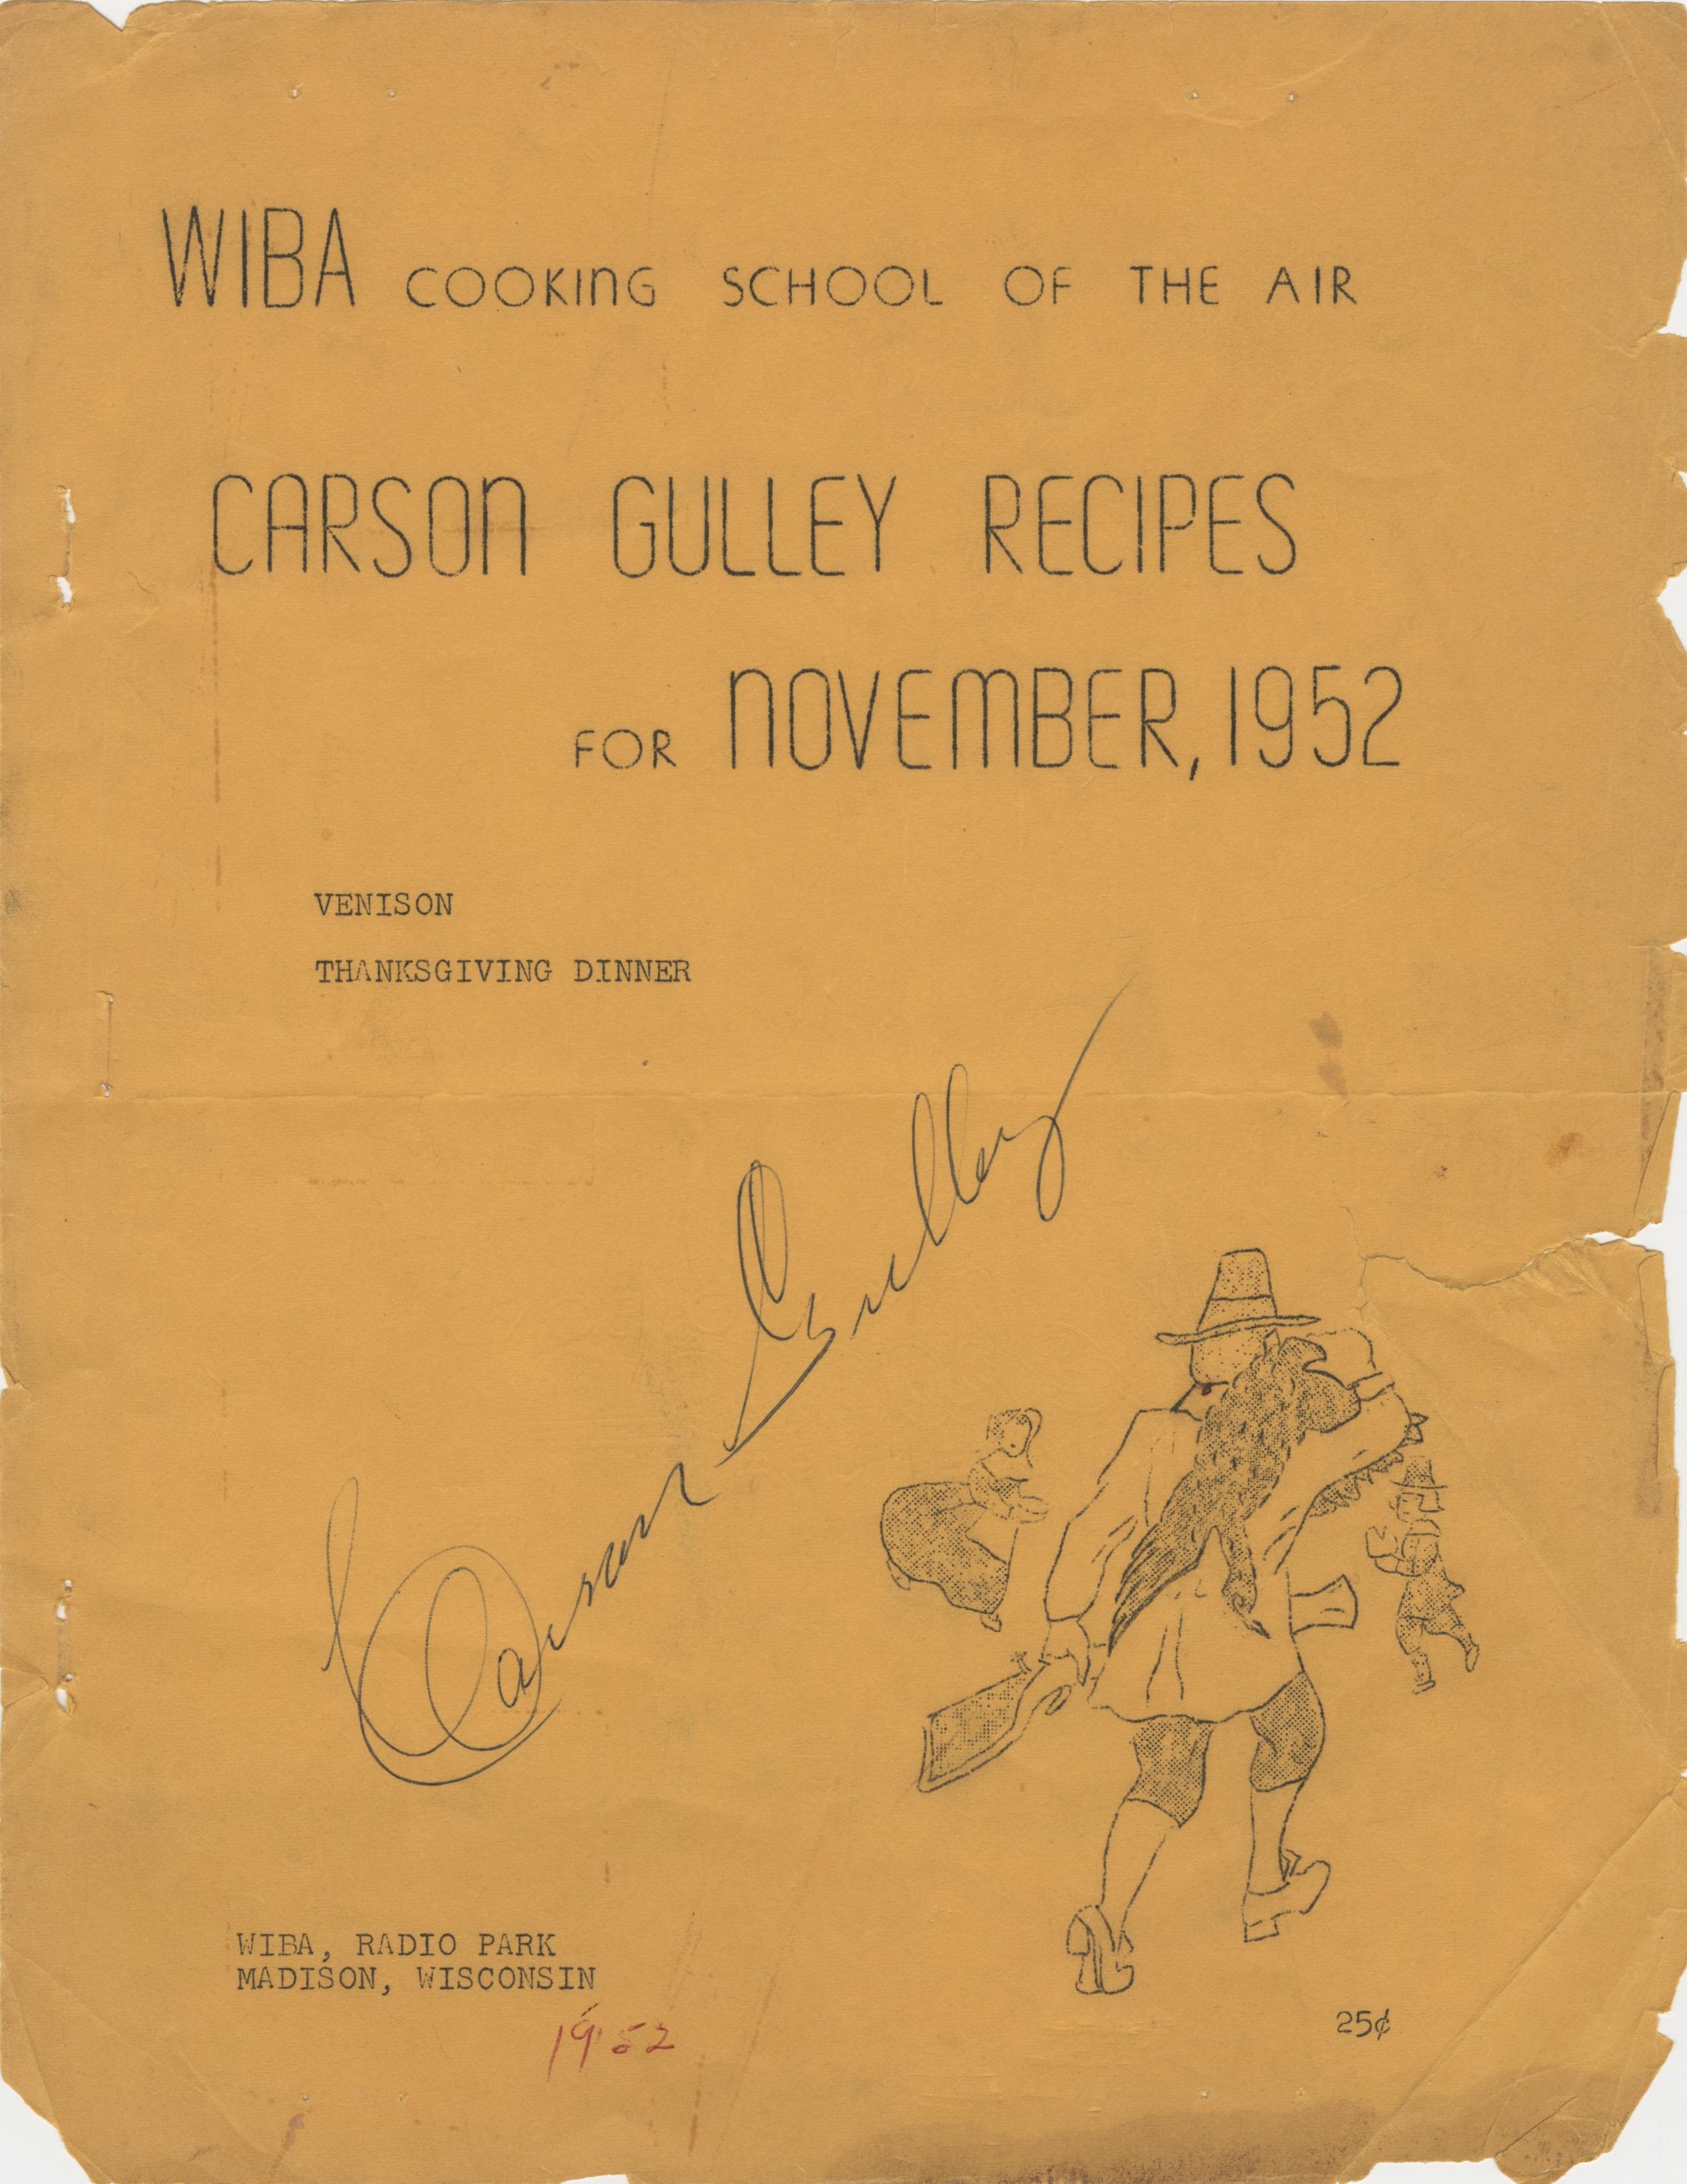 WIBA COOKING SCHOOL OF THE AIR
CARSON GULLEY RECIPES
FOR NOVEMBER, 1952
VENISON
THANKSGIVING DINNER
Carson Gulley
WIBA, RADIO PARK
MADISON, WISCONSIN
1952
25¢